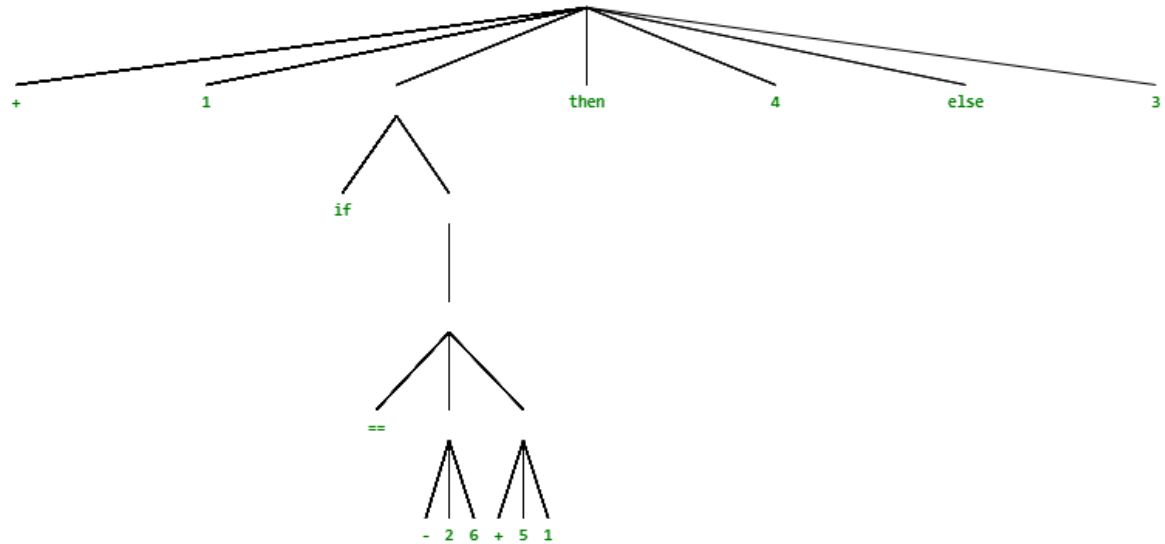 + 1 then 4 else 3
if
==
- 2 6 + 5 1